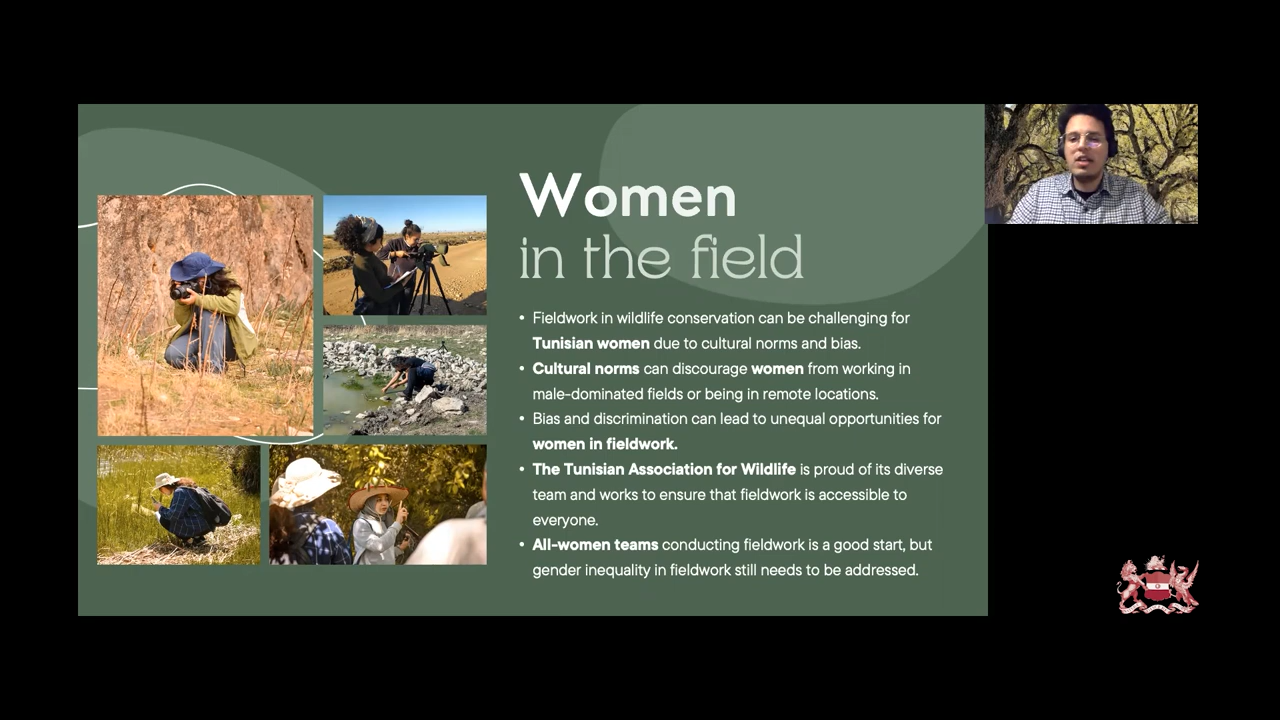 Women
in the field
• Fieldwork in wildlife conservation can be challenging for
Tunisian women due to cultural norms and bias.
• Cultural norms can discourage women from working in
male-dominated fields or being in remote locations.
• Bias and discrimination can lead to unequal opportunities for
women in fieldwork.
• The Tunisian Association for Wildlife is proud of its diverse
team and works to ensure that fieldwork is accessible to
everyone.
• All-women teams conducting fieldwork is a good start, but
gender inequality in fieldwork still needs to be addressed.